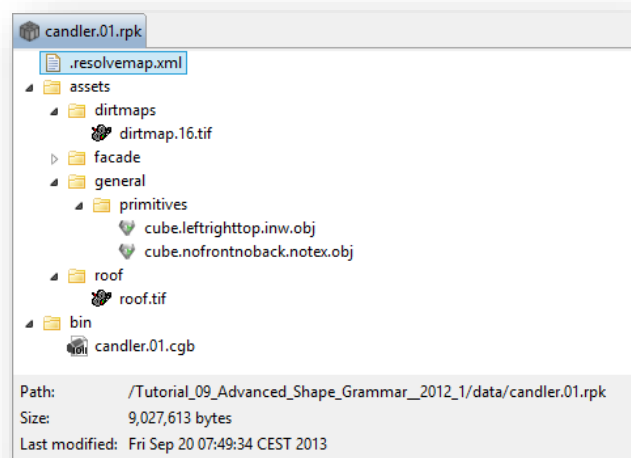 candler.01.rpk
.resolvemap.xml
assets
dirtmaps
dirtmap.16.tif
facade
general
primitives
cube.leftrighttop.inw.obj
cube.nofrontnoback.notex.obj
roof
roof.tif
bin
candler.01.cgb
Path: /Tutorial_09_Advanced_Shape_Grammar__2012_1/data/candler.01.rpk
Size: 9,027,613 bytes
Last modified: Fri Sep 20 07:49:34 CEST 2013